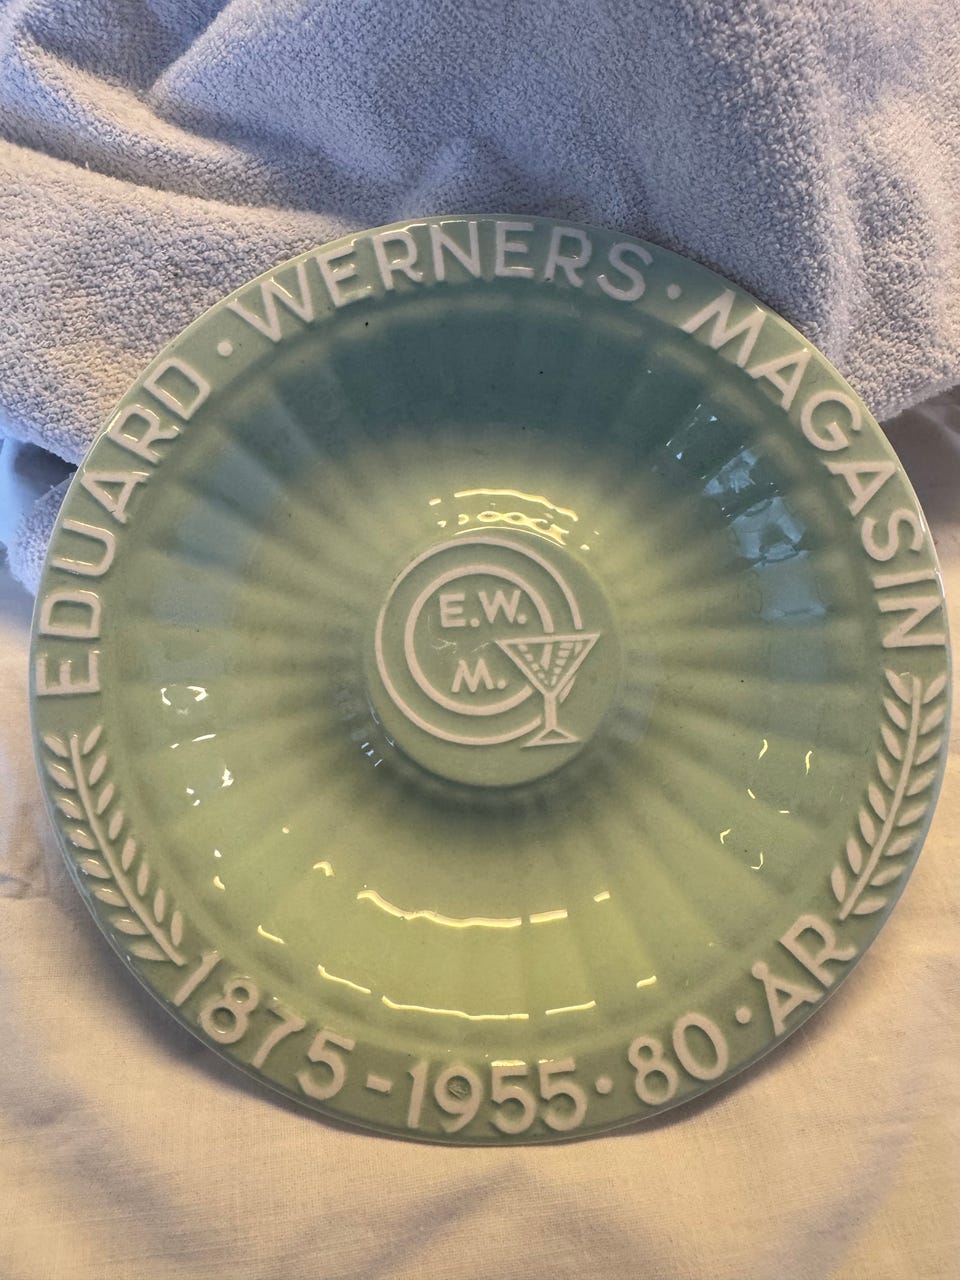 EDUARD · WERNERS · MAGASIN
E.W.
M.
1875 - 1955 · 80 · ÅR